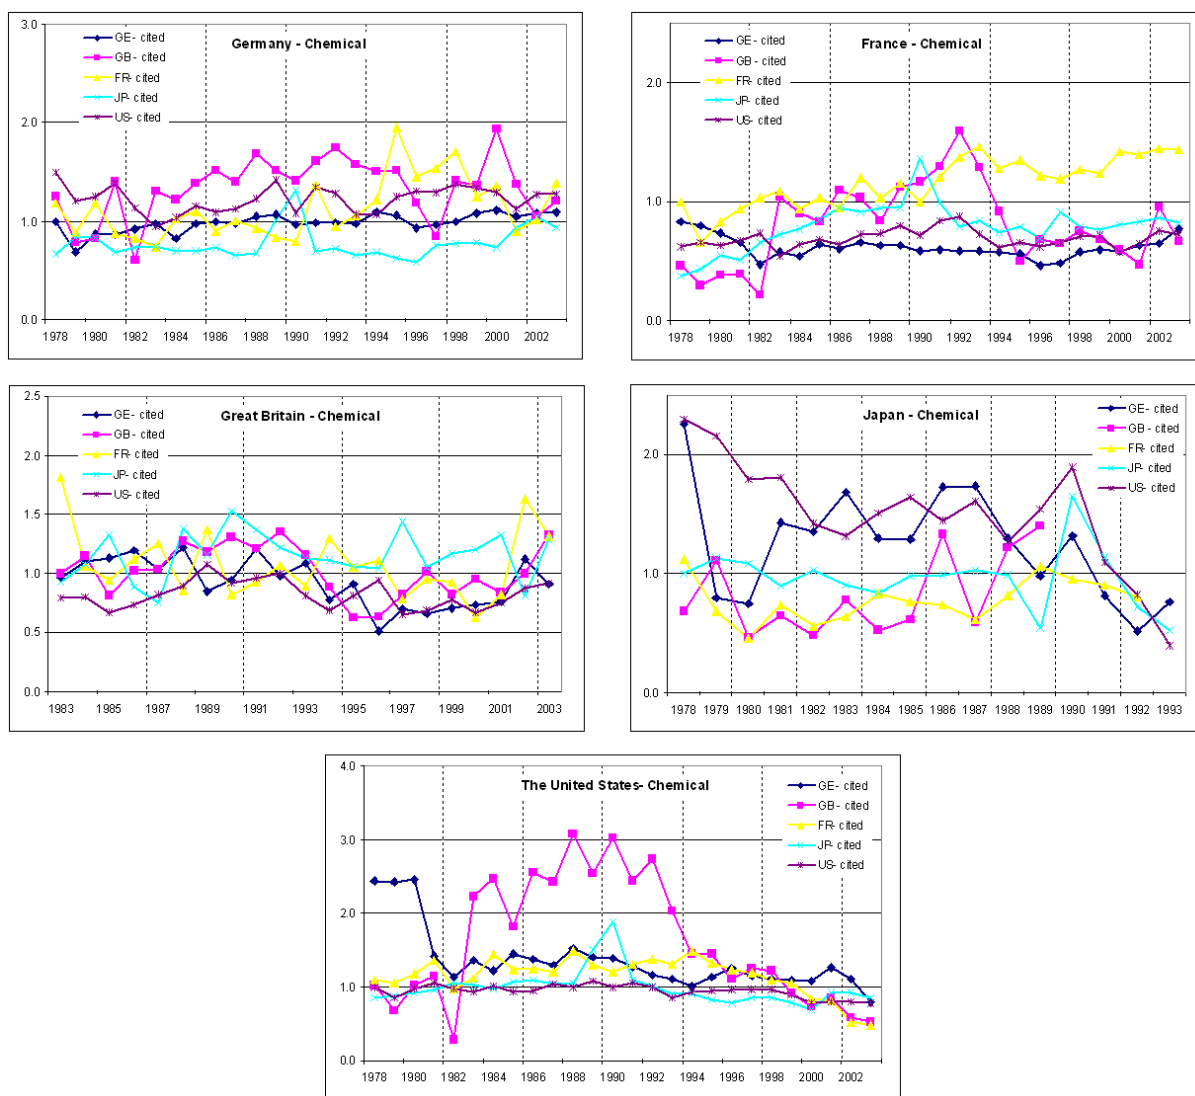 Germany - Chemical
GE- cited
GB - cited
FR- cited
JP- cited
US- cited
3.0
2.0
1.0
0.0
1978 1980 1982 1984 1986 1988 1990 1992 1994 1996 1998 2000 2002
France - Chemical
GE- cited
GB - cited
FR- cited
JP- cited
US- cited
2.0
1.0
0.0
1978 1980 1982 1984 1986 1988 1990 1992 1994 1996 1998 2000 2002
Great Britain - Chemical
GE- cited
GB- cited
FR- cited
JP- cited
US- cited
2.5
2.0
1.5
1.0
0.5
0.0
1983 1985 1987 1989 1991 1993 1995 1997 1999 2001 2003
Japan - Chemical
GE - cited
GB - cited
FR- cited
JP- cited
US- cited
2.0
1.0
0.0
1978 1979 1980 1981 1982 1983 1984 1985 1986 1987 1988 1989 1990 1991 1992 1993
The United States- Chemical
GE - cited
GB - cited
FR- cited
JP- cited
US- cited
4.0
3.0
2.0
1.0
0.0
1978 1980 1982 1984 1986 1988 1990 1992 1994 1996 1998 2000 2002